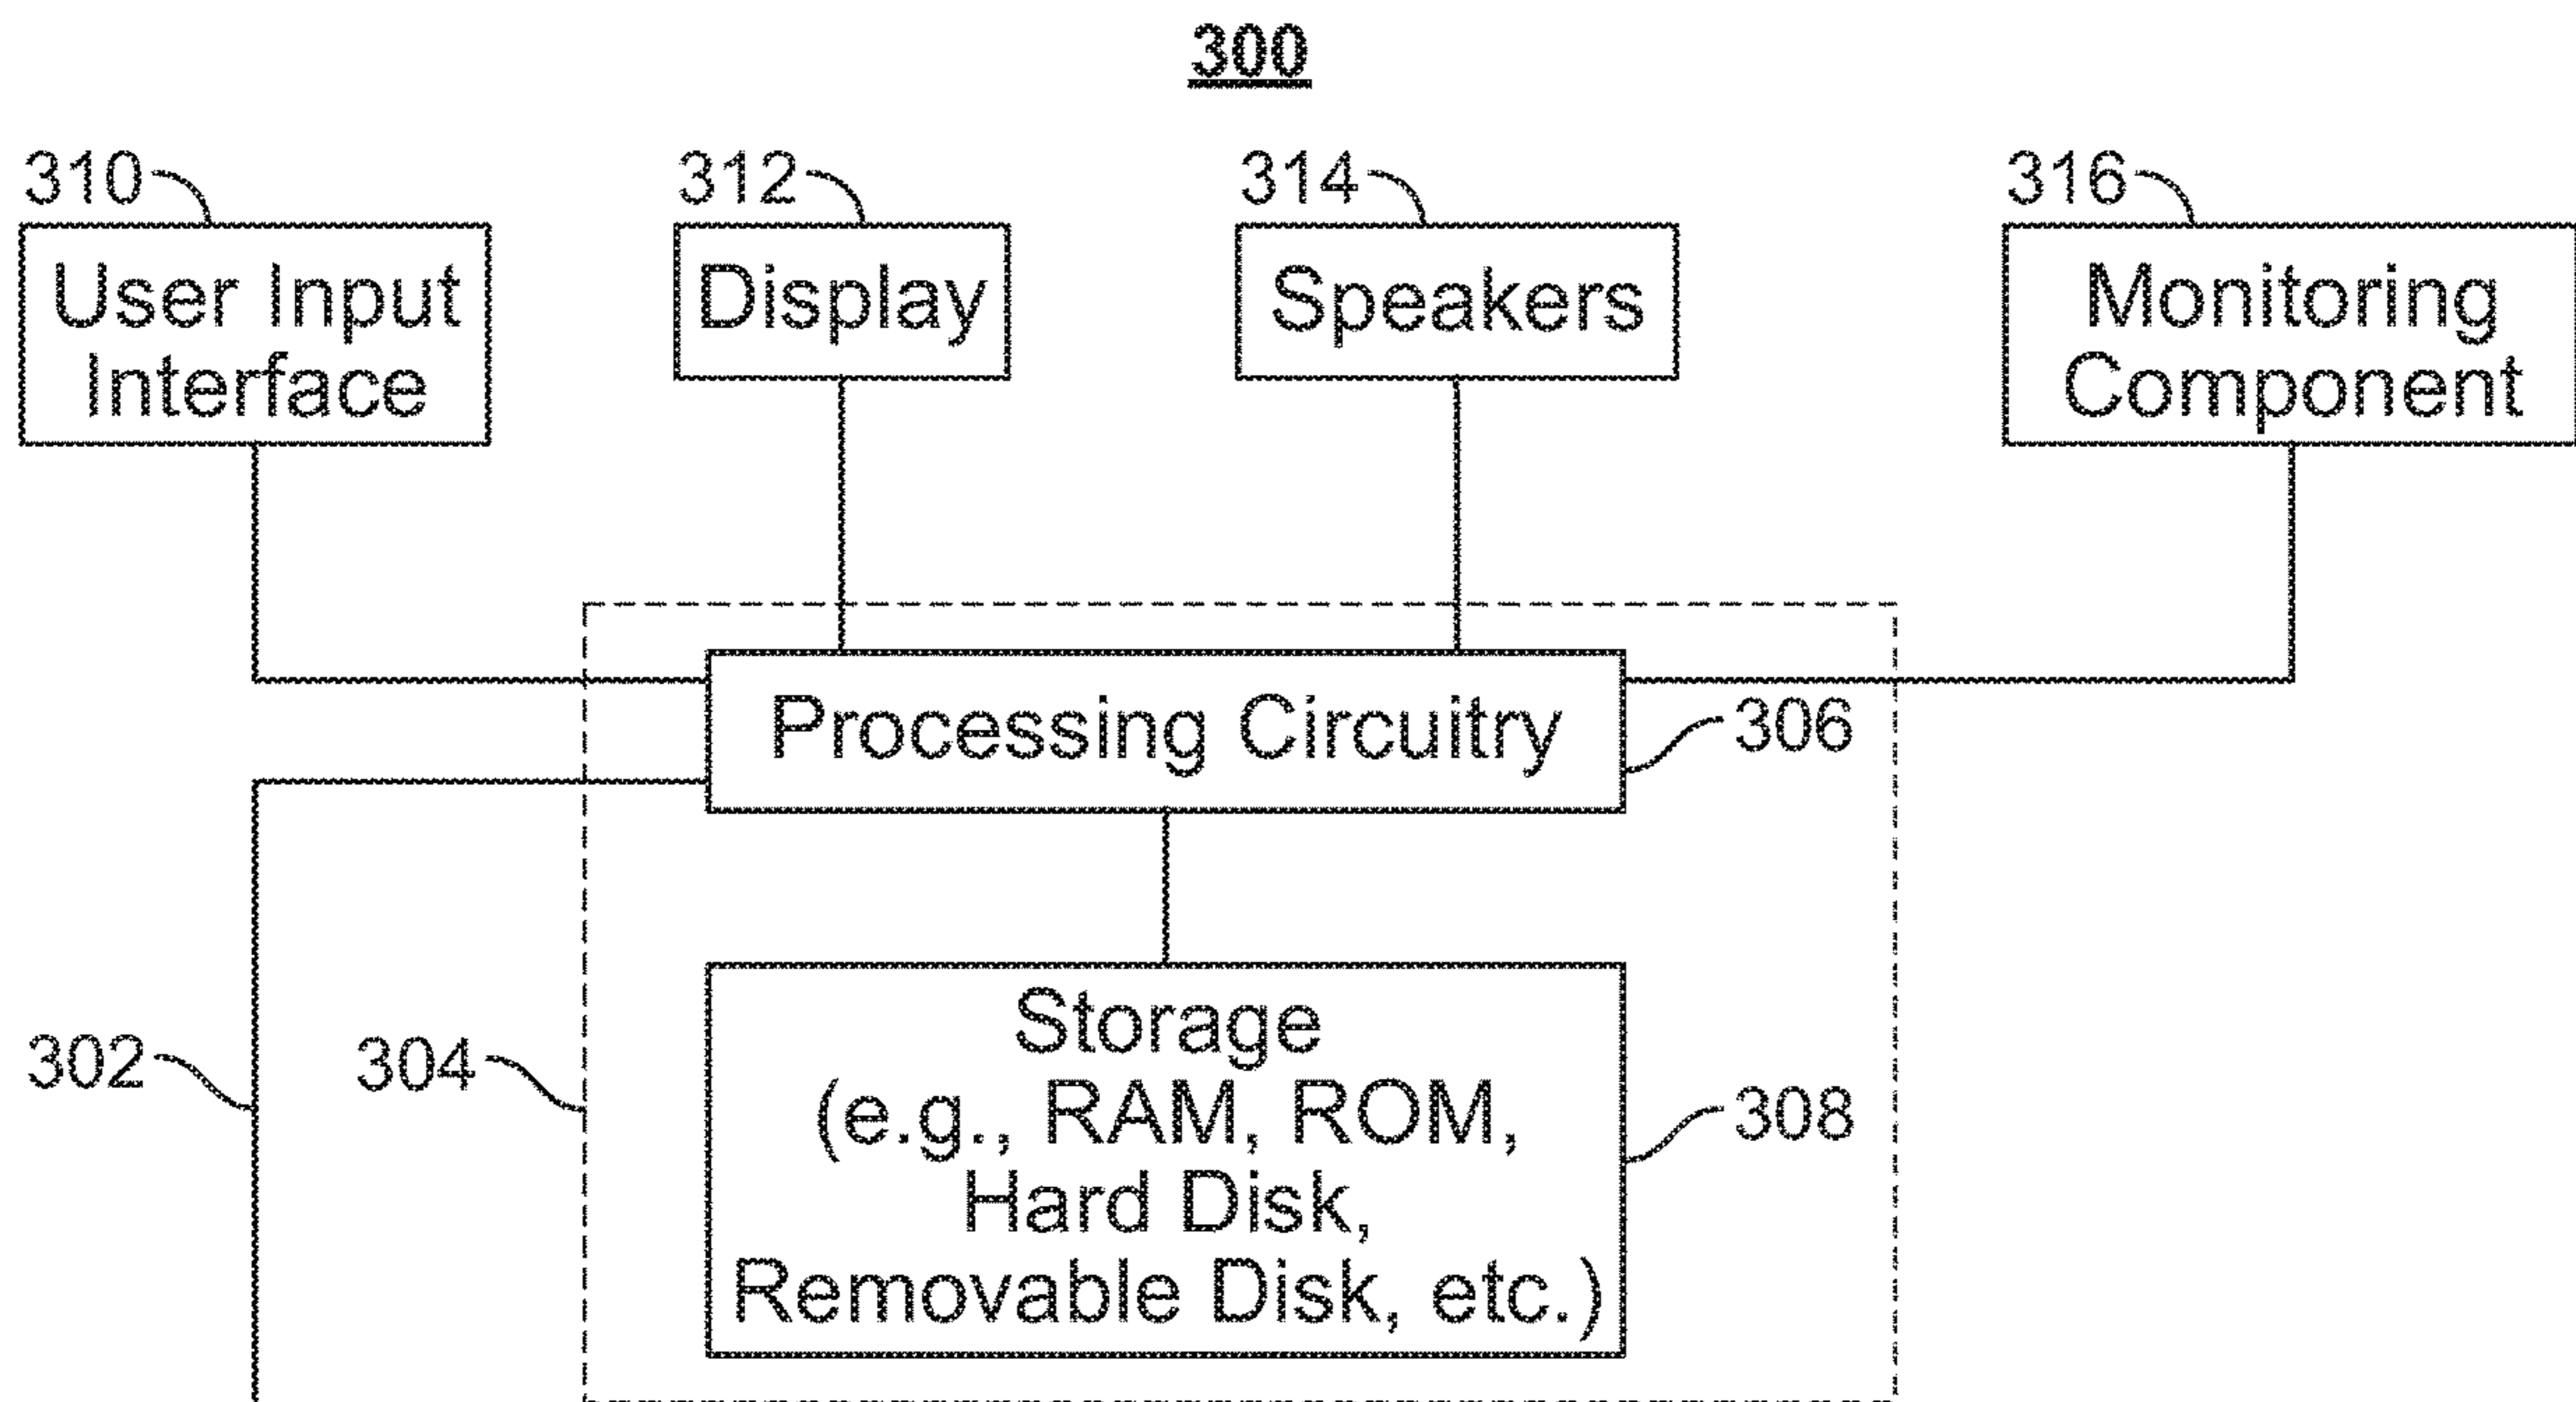 300
310
312
314
316
User Input
Interface
Display
Speakers
Monitoring
Component
Processing Circuitry
306
302
304
Storage
(e.g., RAM, ROM,
Hard Disk,
Removable Disk, etc.)
308